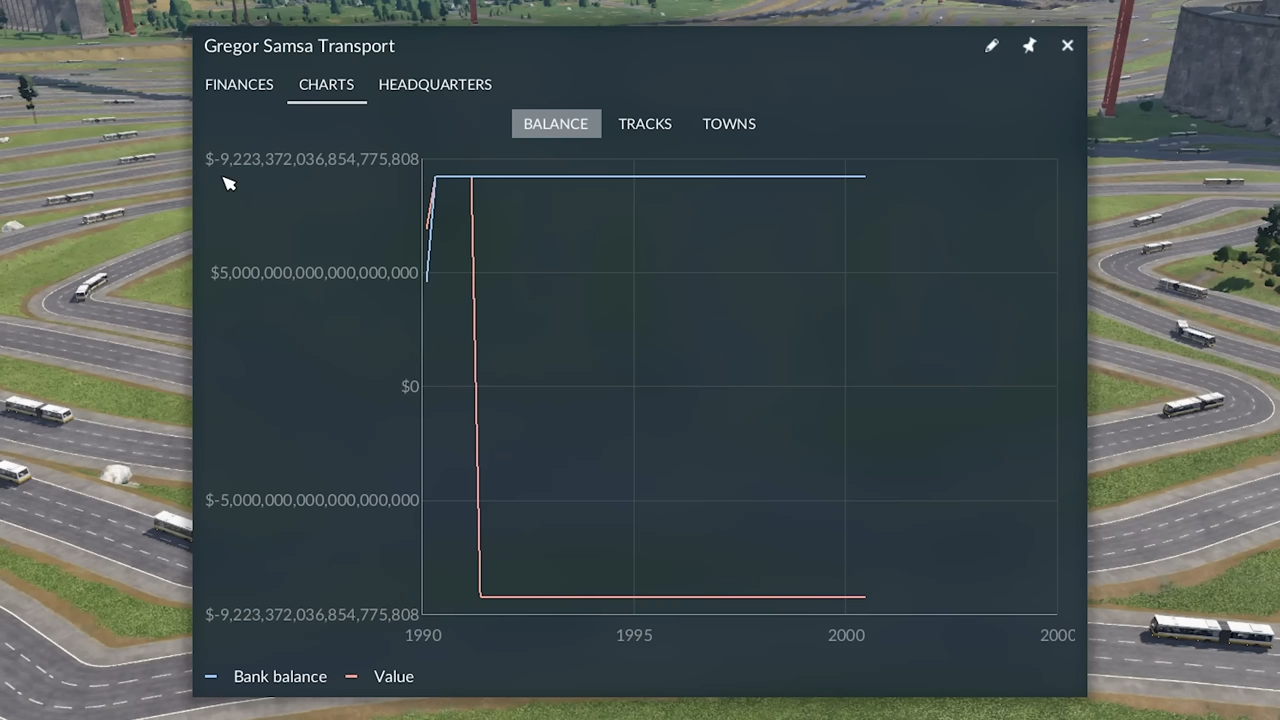 Gregor Samsa Transport
FINANCES CHARTS HEADQUARTERS
BALANCE TRACKS TOWNS
$-9,223,372,036,854,775,808
$5,000,000,000,000,000,000
$0
$-5,000,000,000,000,000,000
$-9,223,372,036,854,775,808
1990 1995 2000 200
Bank balance Value